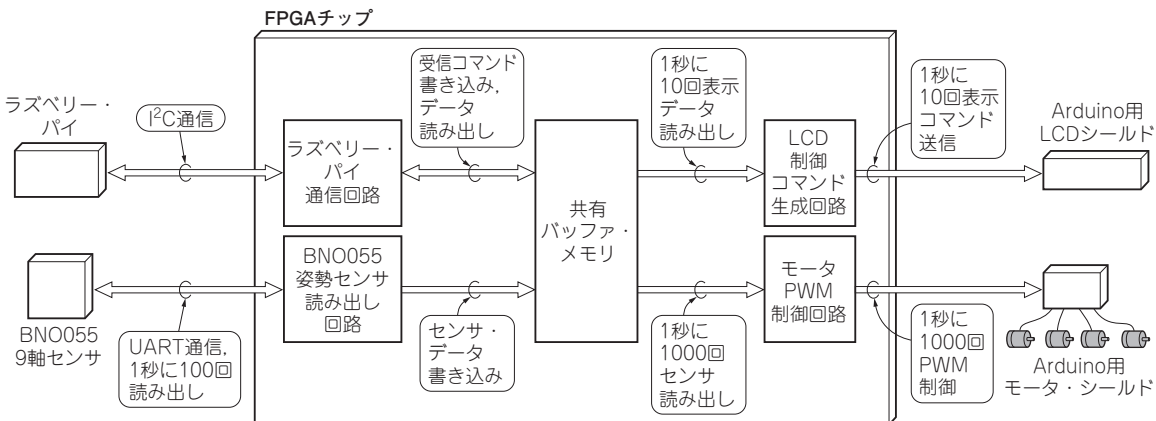 FPGAチップ
ラズベリー・
パイ
I²C通信
ラズベリー・
パイ
通信回路
受信コマンド
書き込み,
データ
読み出し
共有
バッファ・
メモリ
1秒に
10回表示
データ
読み出し
LCD
制御
コマンド
生成回路
1秒に
10回表示
コマンド
送信
Arduino用
LCDシールド
BNO055
9軸センサ
UART通信,
1秒に100回
読み出し
BNO055
姿勢センサ
読み出し
回路
センサ・
データ
書き込み
1秒に
1000回
センサ
読み出し
モータ
PWM
制御回路
1秒に
1000回
PWM
制御
Arduino用
モータ・シールド